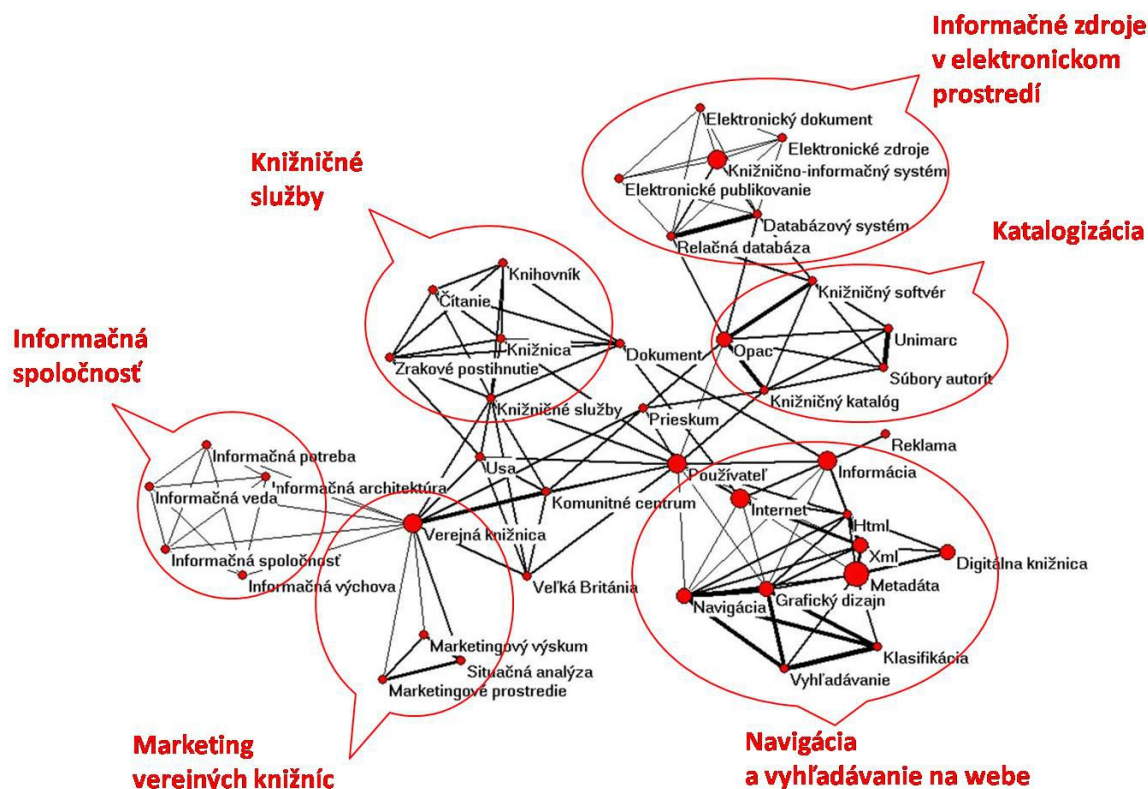 Informačné zdroje
v elektronickom
prostredí
Elektronický dokument
Elektronické zdroje
Knižnično-informačný systém
Elektronické publikovanie
Databázový systém
Relačná databáza
Knižničné
služby
Katalogizácia
Knihovník
Čítanie
Knižnica
Zrakové postihnutie
Knižničné služby
Dokument
Knižničný softvér
Opac
Unimarc
Súbory autorít
Knižničný katalóg
Prieskum
Informačná
spoločnosť
Informačná potreba
Informačná architektúra
Informačná veda
Informačná spoločnosť
Informačná výchova
Usa
Komunitné centrum
Verejná knižnica
Veľká Británia
Používateľ
Reklama
Informácia
Internet
Html
Xml
Digitálna knižnica
Metadáta
Navigácia
Grafický dizajn
Klasifikácia
Vyhľadávanie
Marketingový výskum
Situačná analýza
Marketingové prostredie
Marketing
verejných knižníc
Navigácia
a vyhľadávanie na webe